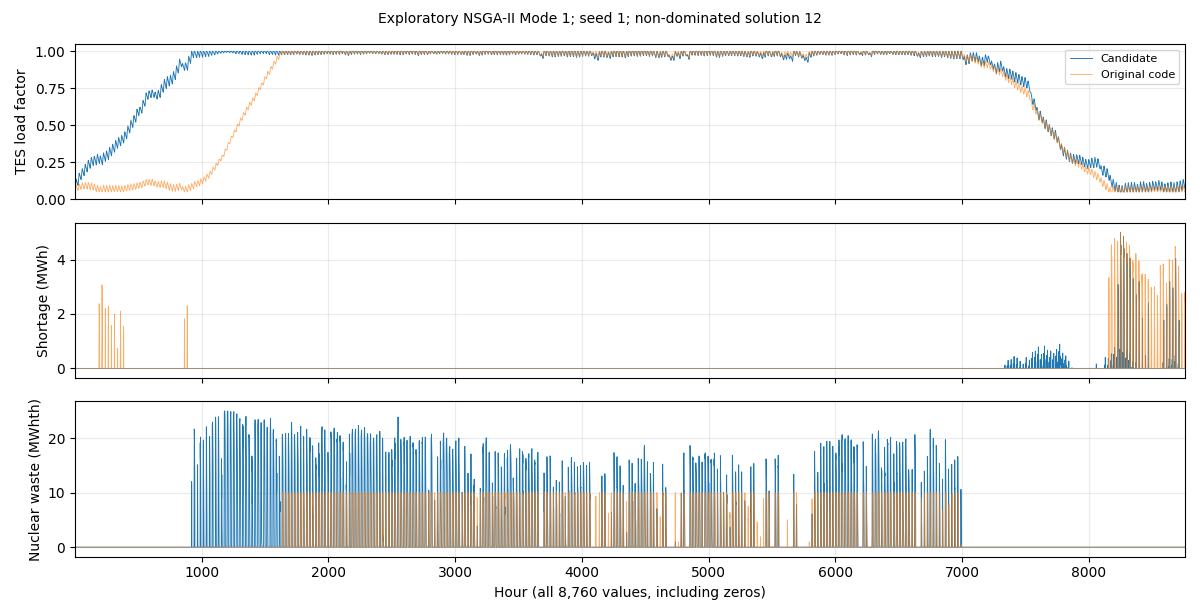 Exploratory NSGA-II Mode 1; seed 1; non-dominated solution 12
TES load factor
1.00
0.75
0.50
0.25
0.00
Candidate
Original code
Shortage (MWh)
4
2
0
Nuclear waste (MWhth)
20
10
0
1000 2000 3000 4000 5000 6000 7000 8000
Hour (all 8,760 values, including zeros)